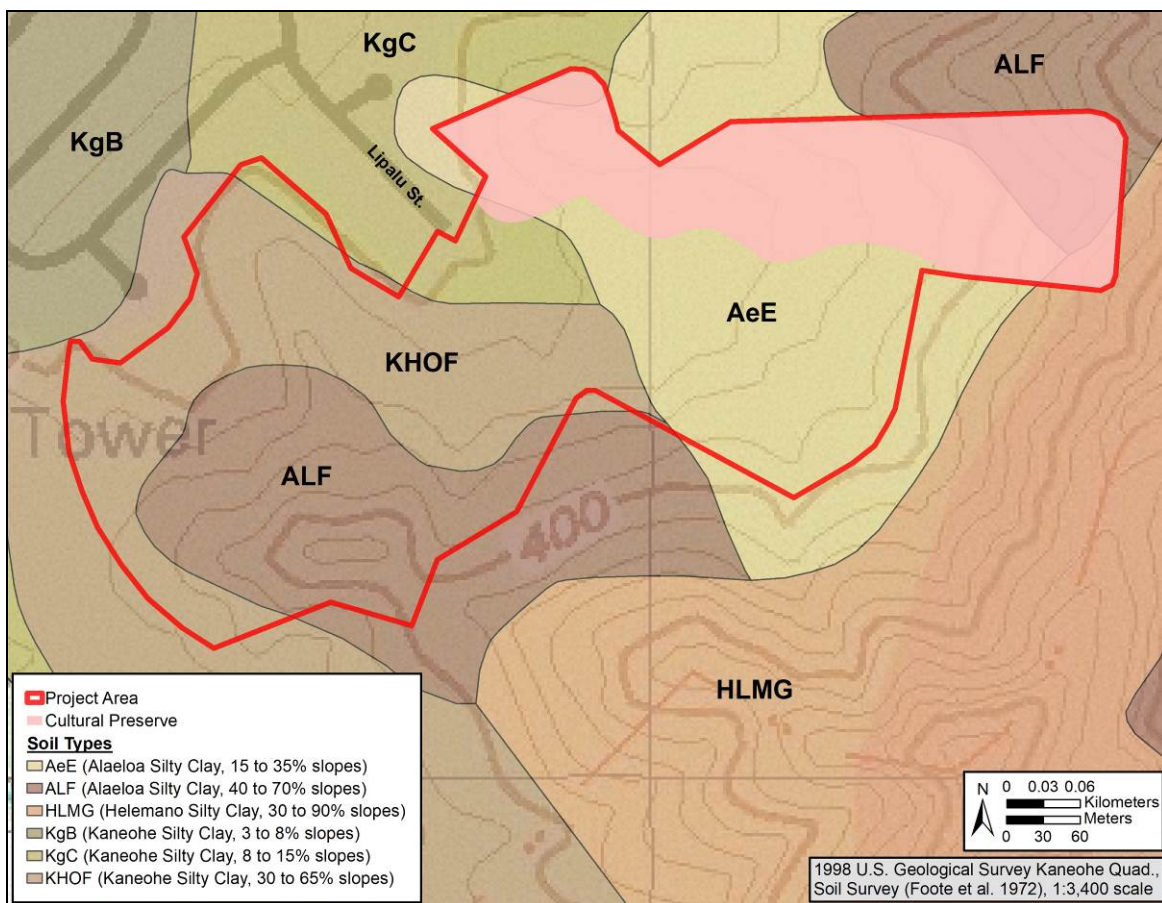 KgC
ALF
KgB
Lipalu St.
AeE
KHOF
Tower
ALF
400
HLMG
Project Area
Cultural Preserve
Soil Types
AeE (Alaeloa Silty Clay, 15 to 35% slopes)
ALF (Alaeloa Silty Clay, 40 to 70% slopes)
HLMG (Helemano Silty Clay, 30 to 90% slopes)
KgB (Kaneohe Silty Clay, 3 to 8% slopes)
KgC (Kaneohe Silty Clay, 8 to 15% slopes)
KHOF (Kaneohe Silty Clay, 30 to 65% slopes)
N
0 0.03 0.06
Kilometers
Meters
0 30 60
1998 U.S. Geological Survey Kaneohe Quad.,
Soil Survey (Foote et al. 1972), 1:3,400 scale